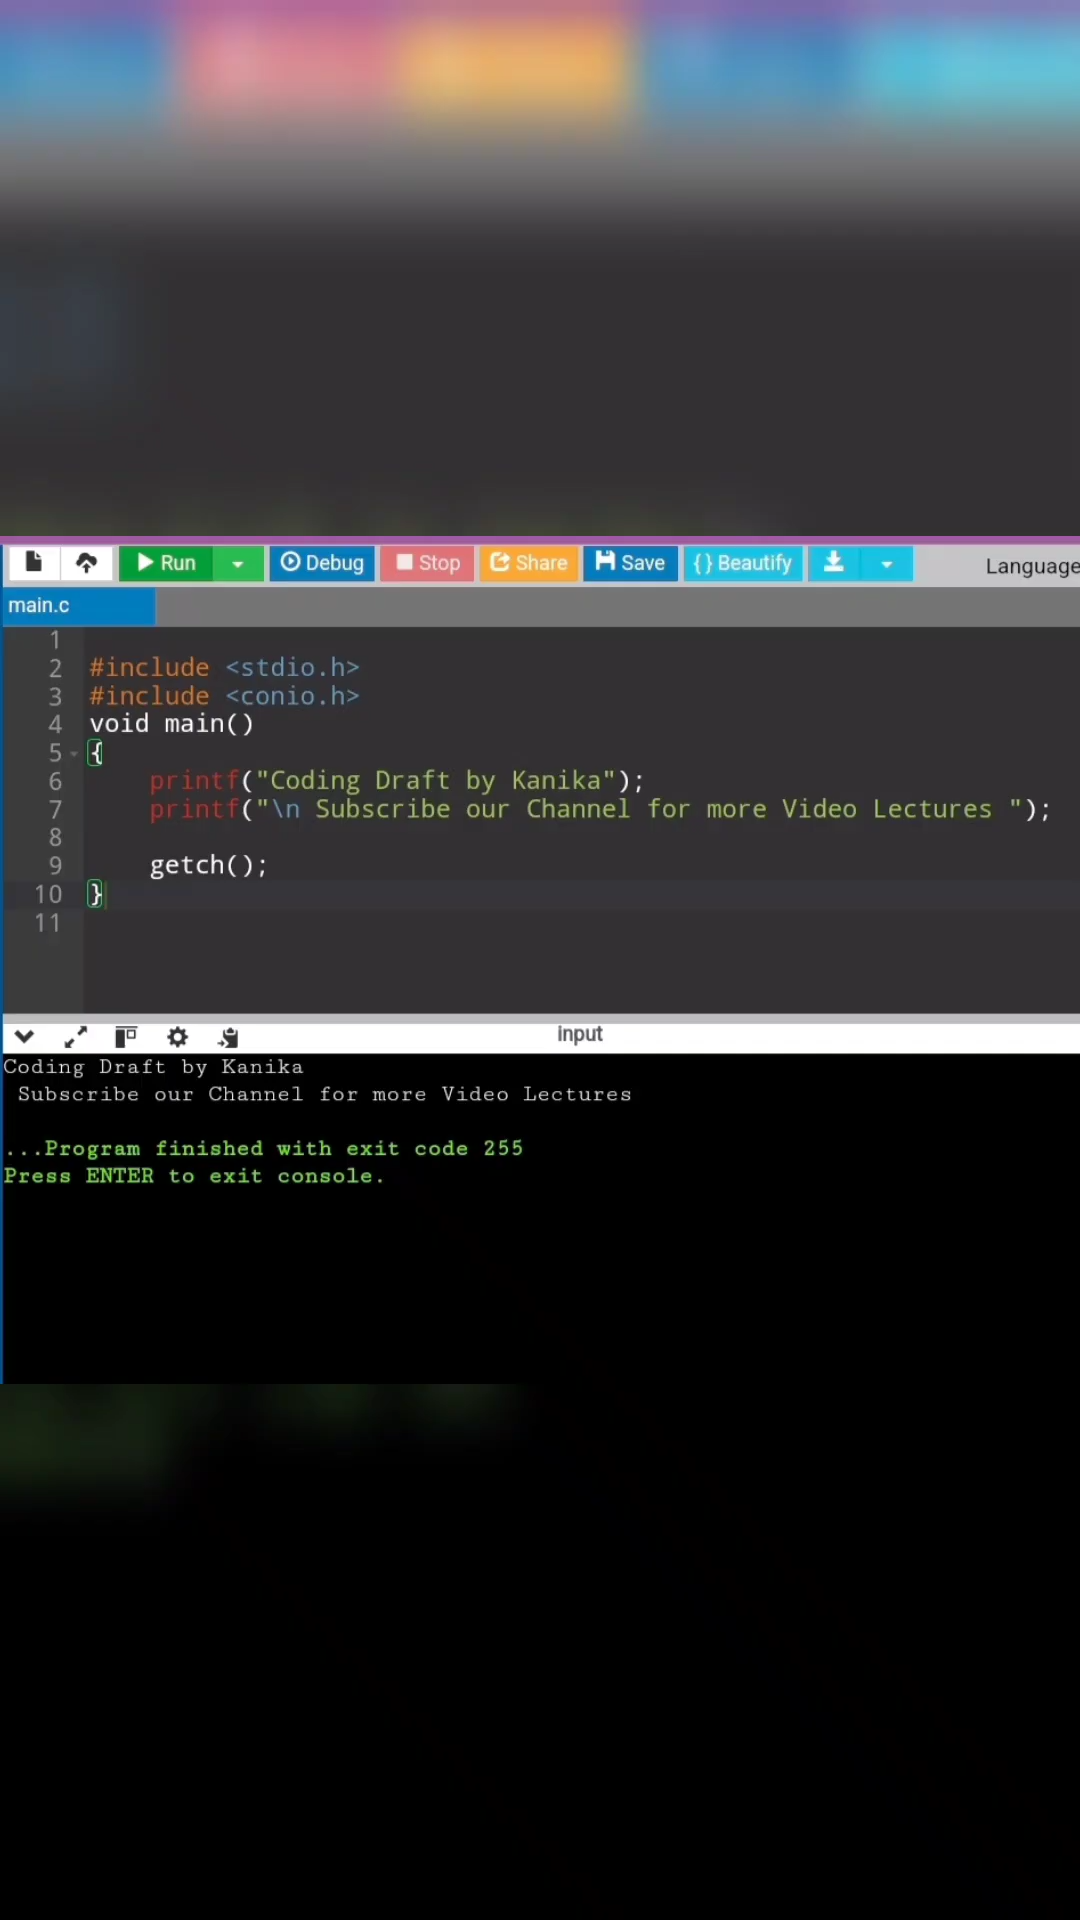 Run Debug Stop Share Save {} Beautify Language
main.c
1
2 #include <stdio.h>
3 #include <conio.h>
4 void main()
5 {
6 printf("Coding Draft by Kanika");
7 printf("\n Subscribe our Channel for more Video Lectures ");
8
9 getch();
10 }
11
input
Coding Draft by Kanika
Subscribe our Channel for more Video Lectures
...Program finished with exit code 255
Press ENTER to exit console.